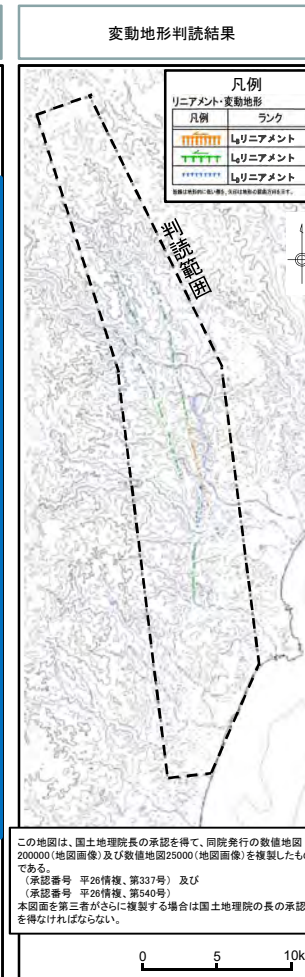 変動地形判読結果
凡例
リニアメント・変動地形
凡例 ランク
リニアメント
リニアメント
リニアメント
判読範囲
この地図は、国土地理院長の承認を得て、同院発行の数値地図
200000(地図画像)及び数値地図25000(地図画像)を複製したもの
である。
(承認番号 平26情複、第337号) 及び
(承認番号 平26情複、第540号)
本図面を第三者がさらに複製する場合は国土地理院の長の承認
を得なければならない。
0 5 10k